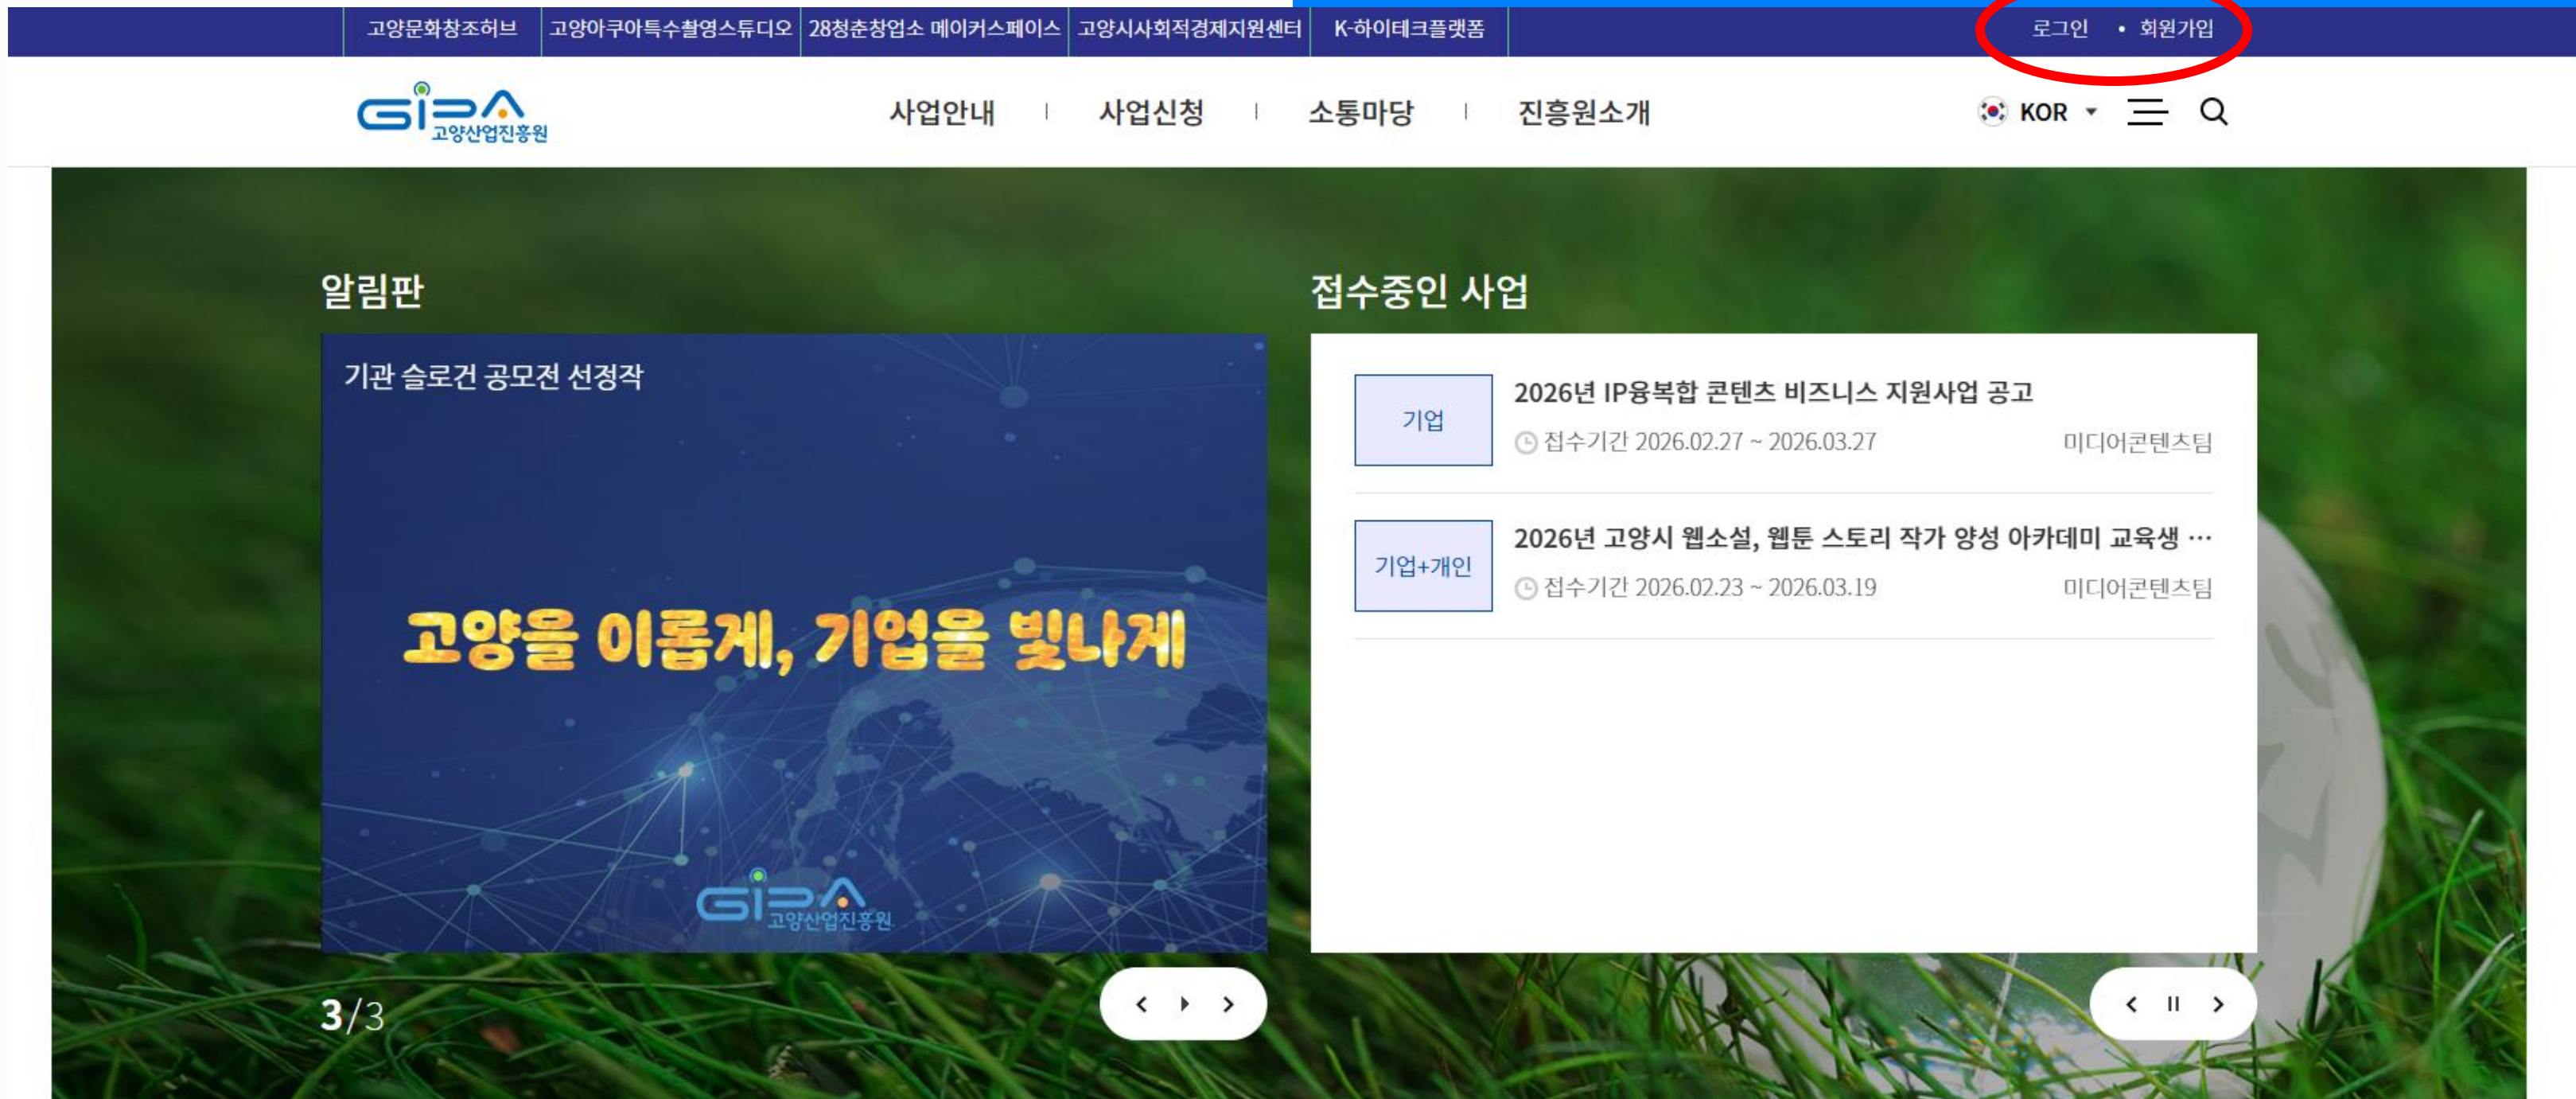 고양문화창조허브 고양아쿠아특수촬영스튜디오 28청춘창업소 메이커스페이스 고양시사회적경제지원센터 K-하이테크플랫폼 로그인 • 회원가입
GIPA 고양산업진흥원
사업안내 사업신청 소통마당 진흥원소개 KOR
알림판
기관 슬로건 공모전 선정작
고양을 이롭게, 기업을 빛나게
GIPA
고양산업진흥원
3/3
접수중인 사업
기업
2026년 IP융복합 콘텐츠 비즈니스 지원사업 공고
접수기간 2026.02.27 ~ 2026.03.27 미디어콘텐츠팀
기업+개인
2026년 고양시 웹소설, 웹툰 스토리 작가 양성 아카데미 교육생 …
접수기간 2026.02.23 ~ 2026.03.19 미디어콘텐츠팀